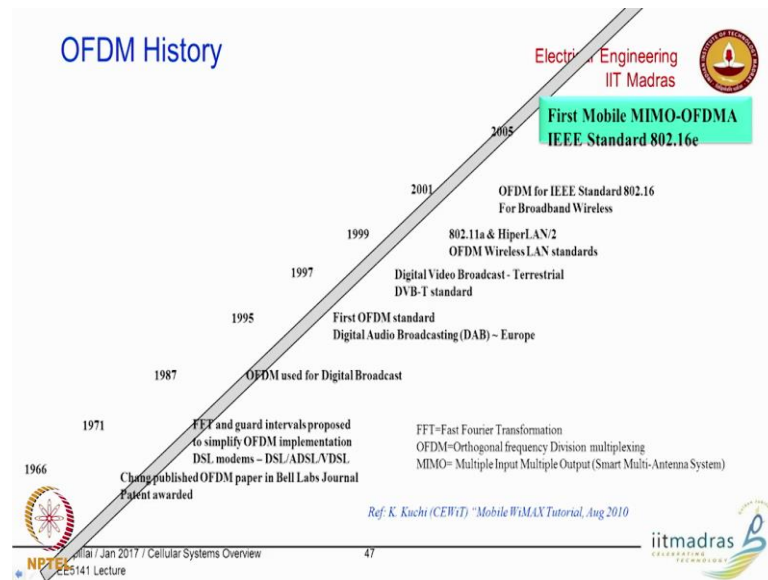 OFDM History
Electrical Engineering
IIT Madras
First Mobile MIMO-OFDMA
IEEE Standard 802.16e
2005
2001
OFDM for IEEE Standard 802.16
For Broadband Wireless
1999
802.11a & HiperLAN/2
OFDM Wireless LAN standards
1997
Digital Video Broadcast - Terrestrial
DVB-T standard
1995
First OFDM standard
Digital Audio Broadcasting (DAB) ~ Europe
1987
OFDM used for Digital Broadcast
1971
FFT and guard intervals proposed
to simplify OFDM implementation
DSL modems – DSL/ADSL/VDSL
1966
Chang published OFDM paper in Bell Labs Journal
Patent awarded
FFT=Fast Fourier Transformation
OFDM=Orthogonal frequency Division multiplexing
MIMO= Multiple Input Multiple Output (Smart Multi-Antenna System)
Ref: K. Kuchi (CEWiT) “Mobile WiMAX Tutorial, Aug 2010
pillai / Jan 2017 / Cellular Systems Overview
47
EE5141 Lecture
NPTEL
iitmadras
CELEBRATING
TECHNOLOGY